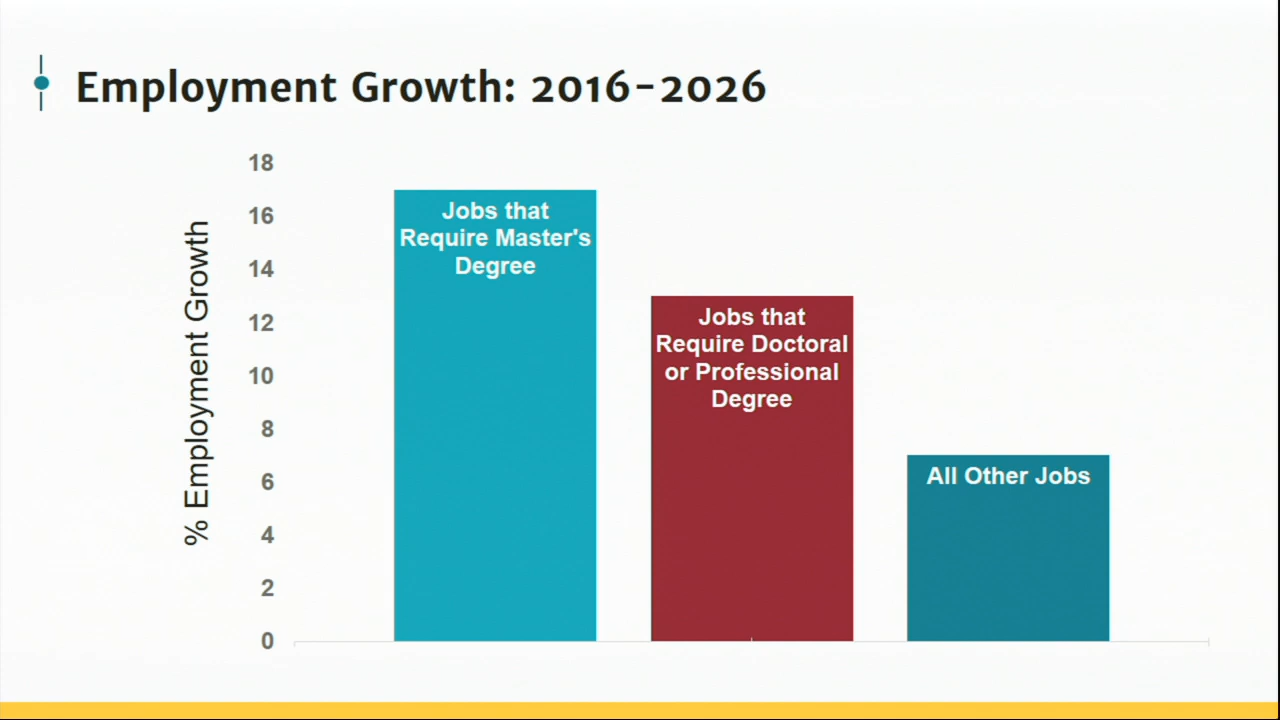 Employment Growth: 2016-2026
% Employment Growth
18
16
14
12
10
8
6
4
2
0
Jobs that
Require Master's
Degree
Jobs that
Require Doctoral
or Professional
Degree
All Other Jobs